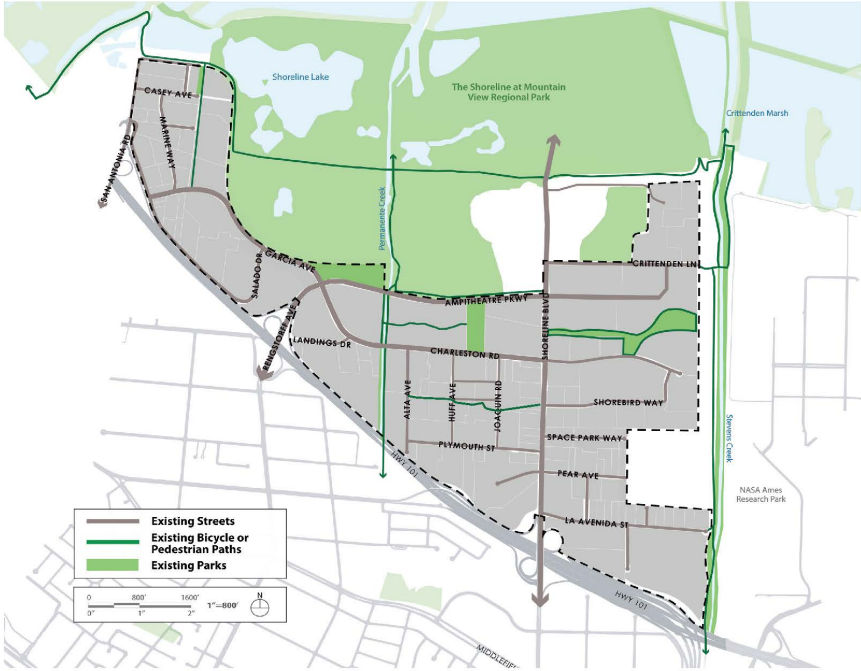 Shoreline Lake
The Shoreline at Mountain
View Regional Park
Crittenden Marsh
CASEY AVE
MARINE WAY
SAN ANTONIA RD
Permanente Creek
GARCIA AVE
SALADO DR
CRITTENDEN LN
AMPITHEATRE PKWY
SHORELINE BLVD
RENGSTORFF AVE
LANDINGS DR
CHARLESTON RD
ALTA AVE
HUFF AVE
JOAQUIN RD
SHOREBIRD WAY
PLYMOUTH ST
SPACE PARK WAY
Stevens Creek
HWY 101
PEAR AVE
NASA Ames
Research Park
LA AVENIDA ST
Existing Streets
Existing Bicycle or
Pedestrian Paths
Existing Parks
0' 800' 1600'
0" 1" 2"
1"=800'
N
HWY 101
MIDDLEFIE